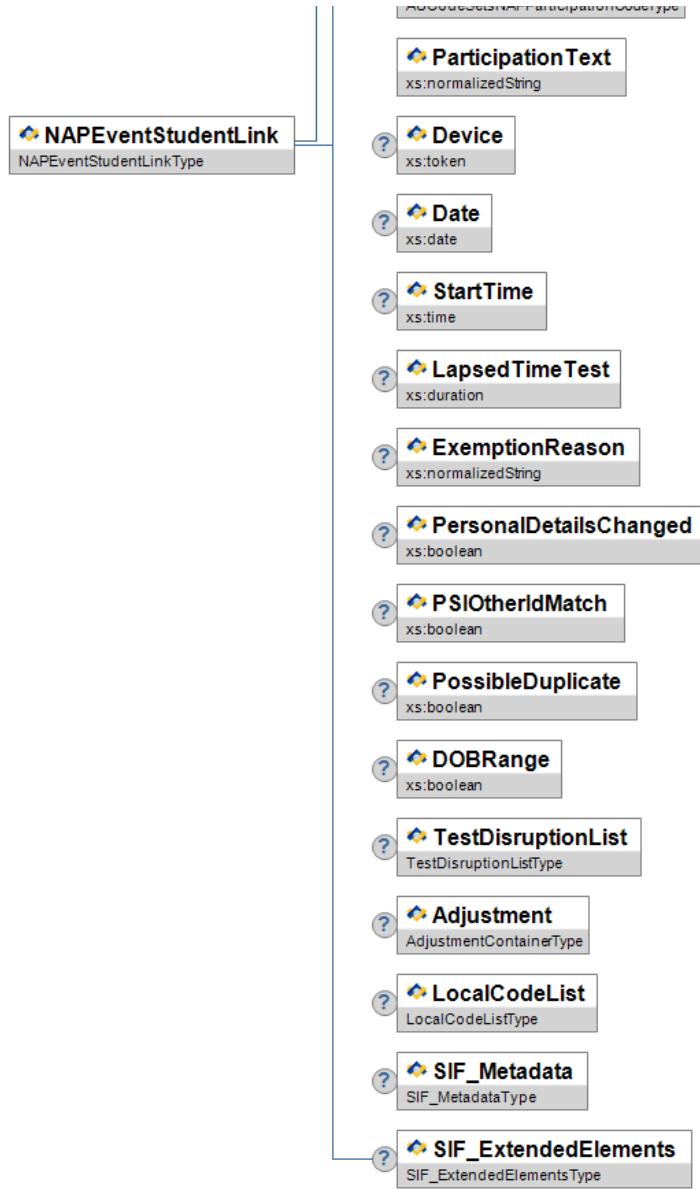 AUCodeSetsNAPParticipationCodeType
ParticipationText
xs:normalizedString
NAPEventStudentLink
NAPEventStudentLinkType
?
Device
xs:token
?
Date
xs:date
?
StartTime
xs:time
?
LapsedTimeTest
xs:duration
?
ExemptionReason
xs:normalizedString
?
PersonalDetailsChanged
xs:boolean
?
PSIOtherIdMatch
xs:boolean
?
PossibleDuplicate
xs:boolean
?
DOBRange
xs:boolean
?
TestDisruptionList
TestDisruptionListType
?
Adjustment
AdjustmentContainerType
?
LocalCodeList
LocalCodeListType
?
SIF_Metadata
SIF_MetadataType
?
SIF_ExtendedElements
SIF_ExtendedElementsType